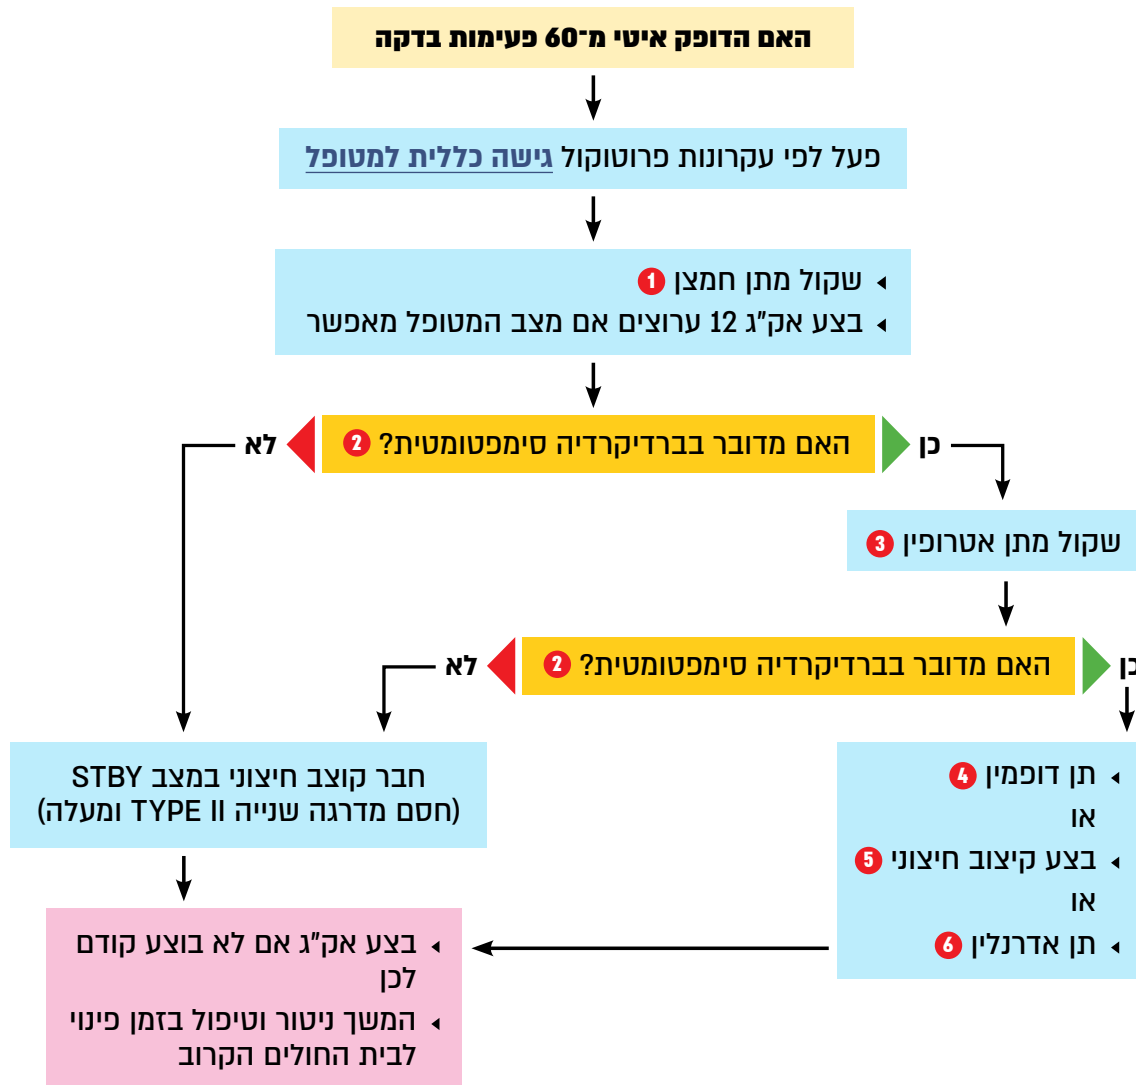 האם הדופק איטי מ־60 פעימות בדקה
פעל לפי עקרונות פרוטוקול גישה כללית למטופל
שקול מתן חמצן 1
בצע אק"ג 12 ערוצים אם מצב המטופל מאפשר
האם מדובר בברדיקרדיה סימפטומטית? 2
כן
לא
שקול מתן אטרופין 3
האם מדובר בברדיקרדיה סימפטומטית? 2
כן
לא
תן דופמין 4
או
בצע קיצוב חיצוני 5
או
תן אדרנלין 6
חבר קוצב חיצוני במצב STBY
(חסם מדרגה שנייה TYPE II ומעלה)
בצע אק"ג אם לא בוצע קודם
לכן
המשך ניטור וטיפול בזמן פינוי
לבית החולים הקרוב